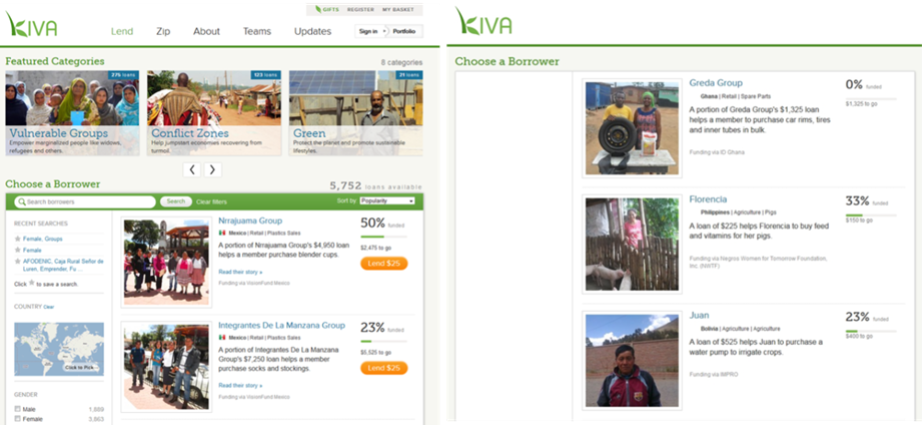 KIVA
GIFTS REGISTER MY BASKET
Lend Zip About Teams Updates
Sign in Portfolio
Featured Categories
8 categories
275 loans
Vulnerable Groups
Empower marginalized people like widows,
refugees and others.
133 loans
Conflict Zones
Help jumpstart economies recovering from
turmoil.
21 loans
Green
Protect the planet and promote sustainable
lifestyles.
Choose a Borrower
5,752 loans available
Search borrowers
Search
Clear filters
Sort by Popularity
RECENT SEARCHES
Female, Groups
Female
AFODENIC, Caja Rural Señor de
Luren, Emprender, Fu ...
Click to save a search.
COUNTRY Clear
Click to Pick
GENDER
Male 1,889
Female 3,863
Nrrajuama Group
Mexico | Retail | Plastics Sales
A portion of Nrrajuama Group's $4,950 loan
helps a member purchase blender cups.
Read their story »
Funding via VisionFund Mexico
50% funded
$2,475 to go
Lend $25
Integrantes De La Manzana Group
Mexico | Retail | Plastics Sales
A portion of Integrantes De La Manzana
Group's $7,250 loan helps a member
purchase socks and stockings.
Read their story »
Funding via VisionFund Mexico
23% funded
$5,525 to go
Lend $25
KIVA
Choose a Borrower
Greda Group
Ghana | Retail | Spare Parts
A portion of Greda Group's $1,325 loan
helps a member to purchase car rims, tires
and inner tubes in bulk.
Funding via ID Ghana
0% funded
$1,325 to go
Florencia
Philippines | Agriculture | Pigs
A loan of $225 helps Florencia to buy feed
and vitamins for her pigs.
Funding via Negros Women for Tomorrow Foundation,
Inc. (NWTF)
33% funded
$150 to go
Juan
Bolivia | Agriculture | Agriculture
A loan of $525 helps Juan to purchase a
water pump to irrigate crops.
Funding via IMPRO
23% funded
$400 to go